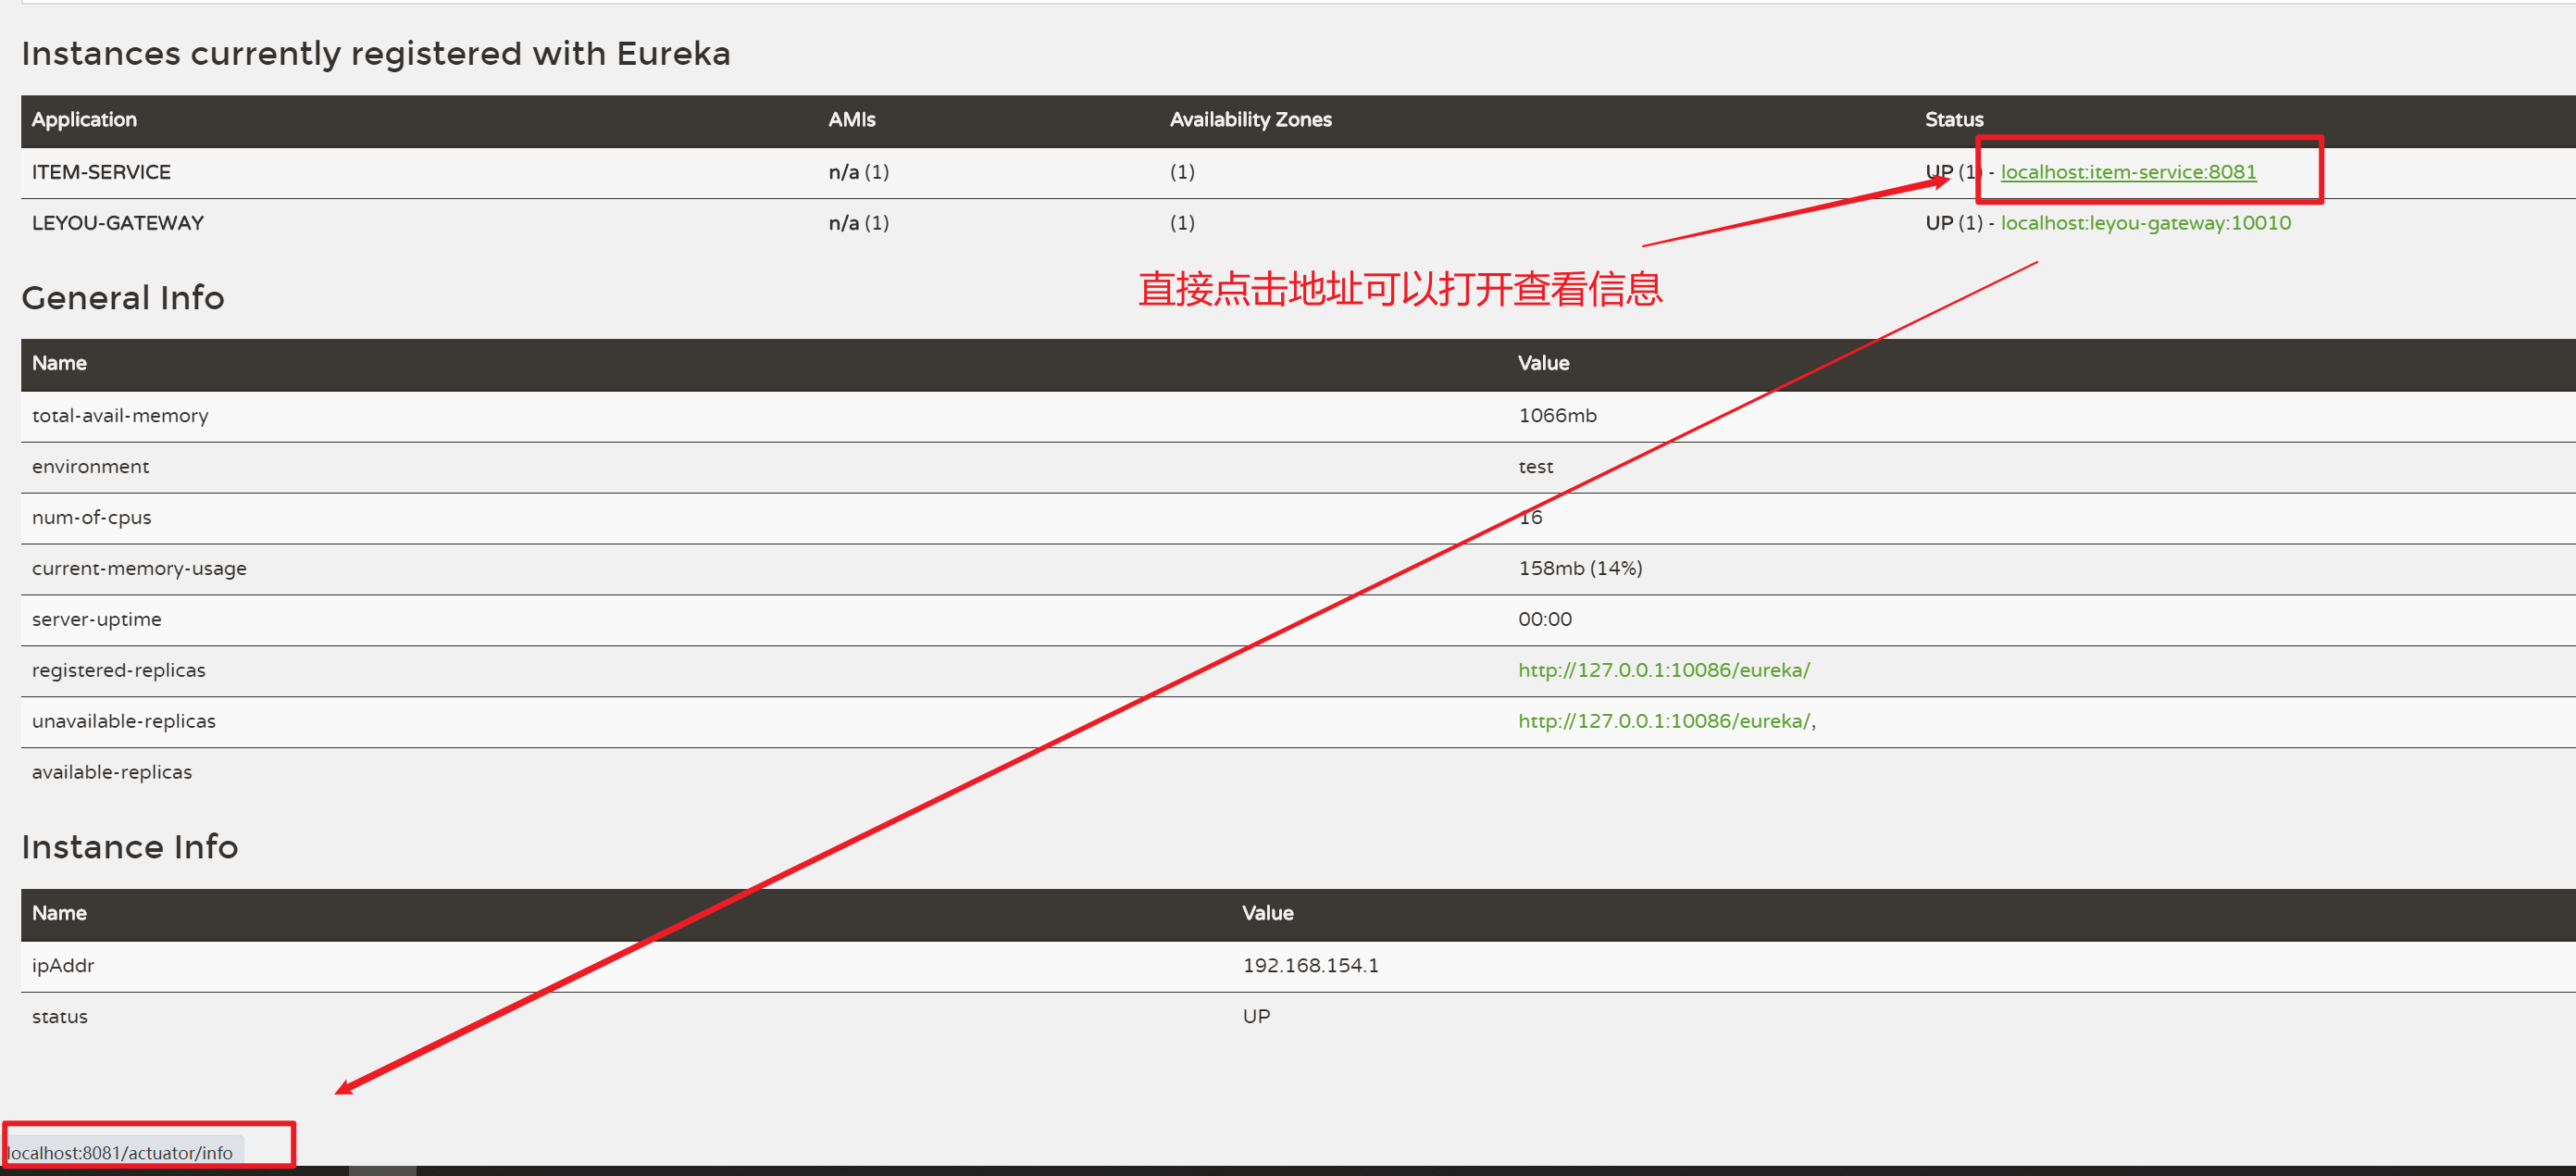 Instances currently registered with Eureka
Application AMIs Availability Zones Status
ITEM-SERVICE n/a (1) (1) UP (1) - localhost:item-service:8081
LEYOU-GATEWAY n/a (1) (1) UP (1) - localhost:leyou-gateway:10010
直接点击地址可以打开查看信息
General Info
Name Value
total-avail-memory 1066mb
environment test
num-of-cpus 16
current-memory-usage 158mb (14%)
server-uptime 00:00
registered-replicas http://127.0.0.1:10086/eureka/
unavailable-replicas http://127.0.0.1:10086/eureka/,
available-replicas
Instance Info
Name Value
ipAddr 192.168.154.1
status UP
localhost:8081/actuator/info